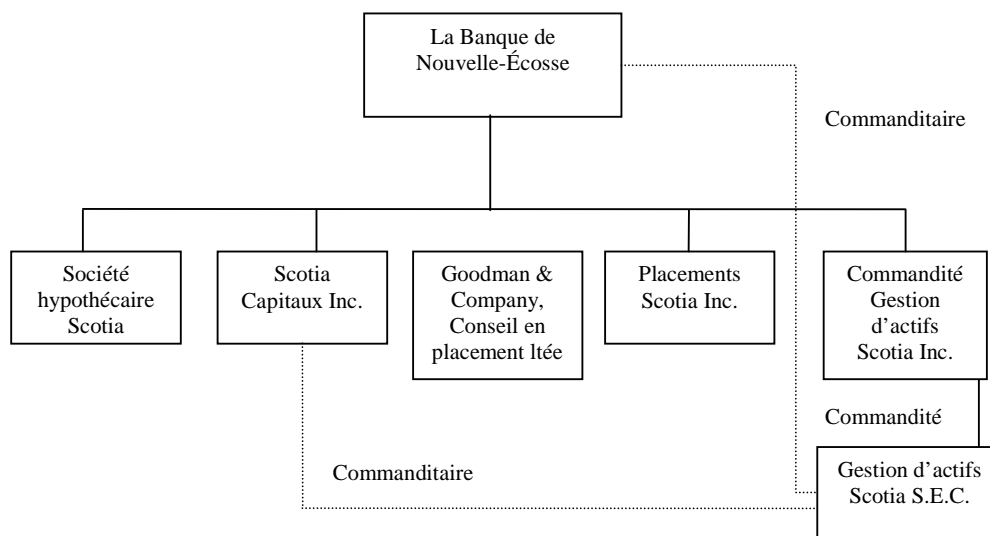 La Banque de
Nouvelle-Écosse
Commanditaire
Société
hypothécaire
Scotia
Scotia
Capitaux Inc.
Goodman &
Company,
Conseil en
placement ltée
Placements
Scotia Inc.
Commandité
Gestion
d’actifs
Scotia Inc.
Commandité
Commanditaire
Gestion d’actifs
Scotia S.E.C.